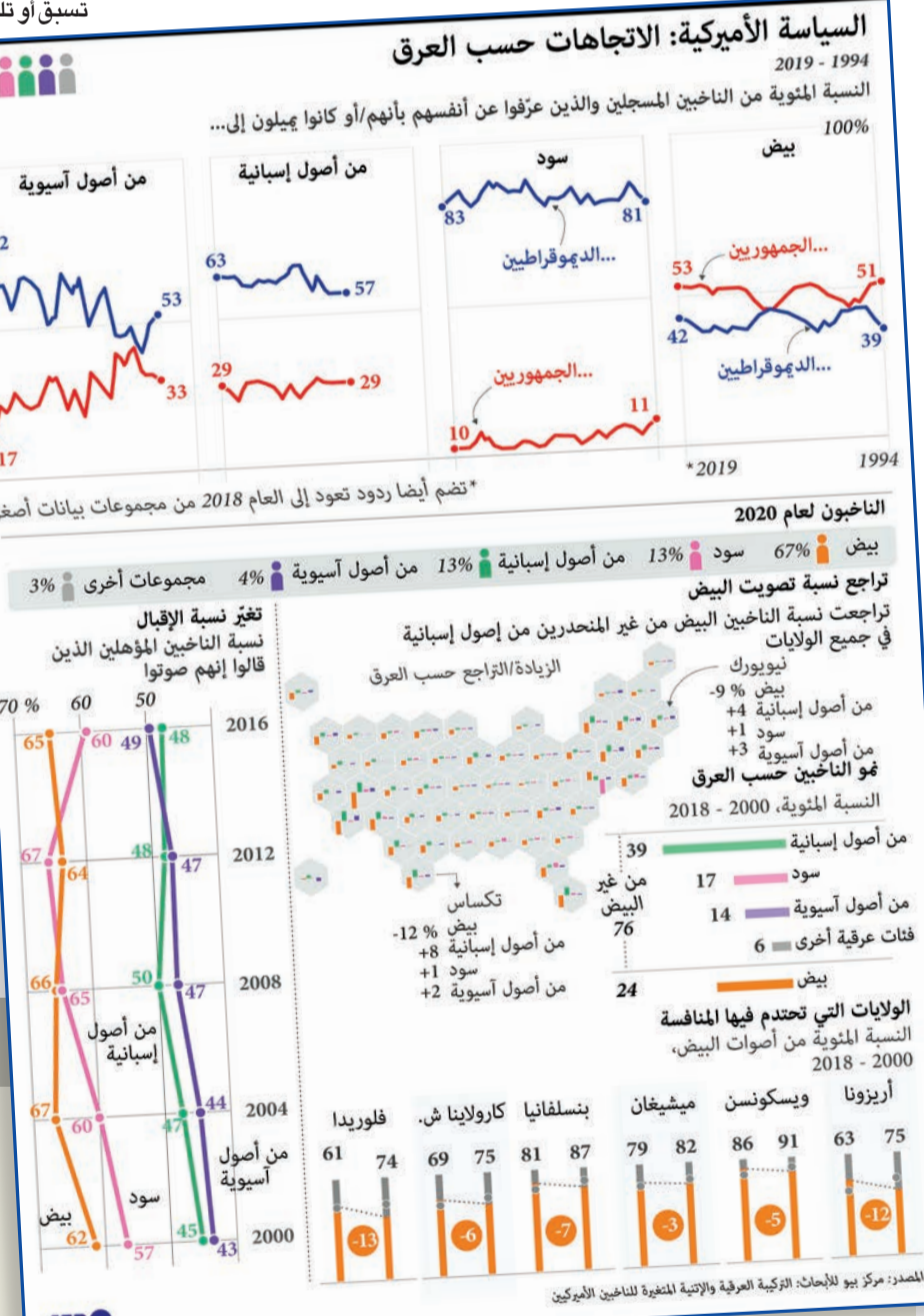 تسبق أو
السياسة الأميركية: الاتجاهات حسب العرق
1994 - 2019
النسبة المئوية من الناخبين المسجلين والذين عرّفوا عن أنفسهم بأنهم/أو كانوا يميلون إلى...
100%
بيض
...الجمهوريين
53
51
42
39
...الديموقراطيين
1994
2019*
سود
83
81
...الديموقراطيين
...الجمهوريين
10
11
من أصول إسبانية
63
57
29
29
من أصول آسيوية
2
53
33
17
*تضم أيضا ردود تعود إلى العام 2018 من مجموعات بيانات
الناخبون لعام 2020
بيض 67% سود 13% من أصول إسبانية 13% من أصول آسيوية 4% مجموعات أخرى 3%
تراجع نسبة تصويت البيض
تراجعت نسبة الناخبين البيض من غير المنحدرين من إصول إسبانية
في جميع الولايات
الزيادة/التراجع حسب العرق
نيويورك
بيض % 9-
من أصول إسبانية 4+
سود 1+
من أصول آسيوية 3+
تكساس
بيض % 12-
من أصول إسبانية 8+
سود 1+
من أصول آسيوية 2+
نمو الناخبين حسب العرق
النسبة المئوية، 2000 - 2018
من أصول إسبانية 39
سود 17
من أصول آسيوية 14
فئات عرقية أخرى 6
من غير
البيض
76
بيض 24
الولايات التي تحتدم فيها المنافسة
النسبة المئوية من أصوات البيض،
2000 - 2018
أريزونا
75 63
-12
ويسكونسن
91 86
-5
ميشيغان
82 79
-3
بنسلفانيا
87 81
-7
كارولاينا ش.
75 69
-6
فلوريدا
74 61
-13
تغيّر نسبة الإقبال
نسبة الناخبين المؤهلين الذين
قالوا إنهم صوتوا
50 60 70 %
2016 48 49 60 65
2012 47 48 64 67
2008 47 50 65 66
من أصول
إسبانية
2004 44 47 60 67
من أصول
آسيوية
سود
بيض
2000 43 45 57 62
المصدر: مركز بيو للأبحاث: التركيبة العرقية والإثنية المتغيرة للناخبين الأميركيين